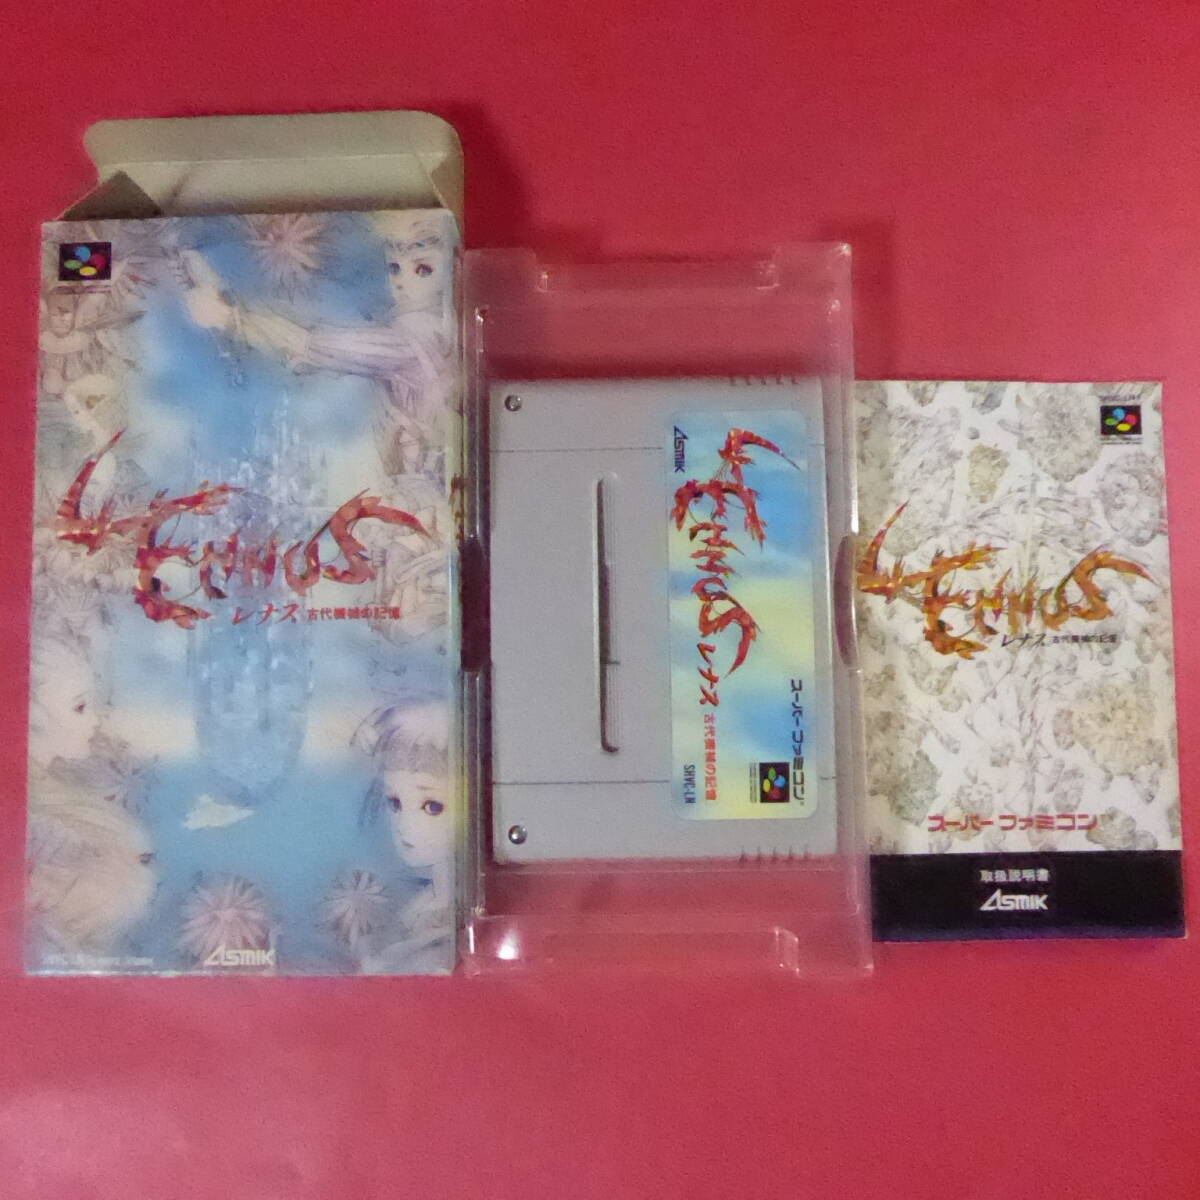 LENNUS
レナス 古代機械の記憶
ASMIK
ASMIK
LENNUS
レナス 古代機械の記憶
スーパーファミコン
SHVC-LN
LENNUS
レナス 古代機械の記憶
スーパーファミコン
取扱説明書
ASMIK